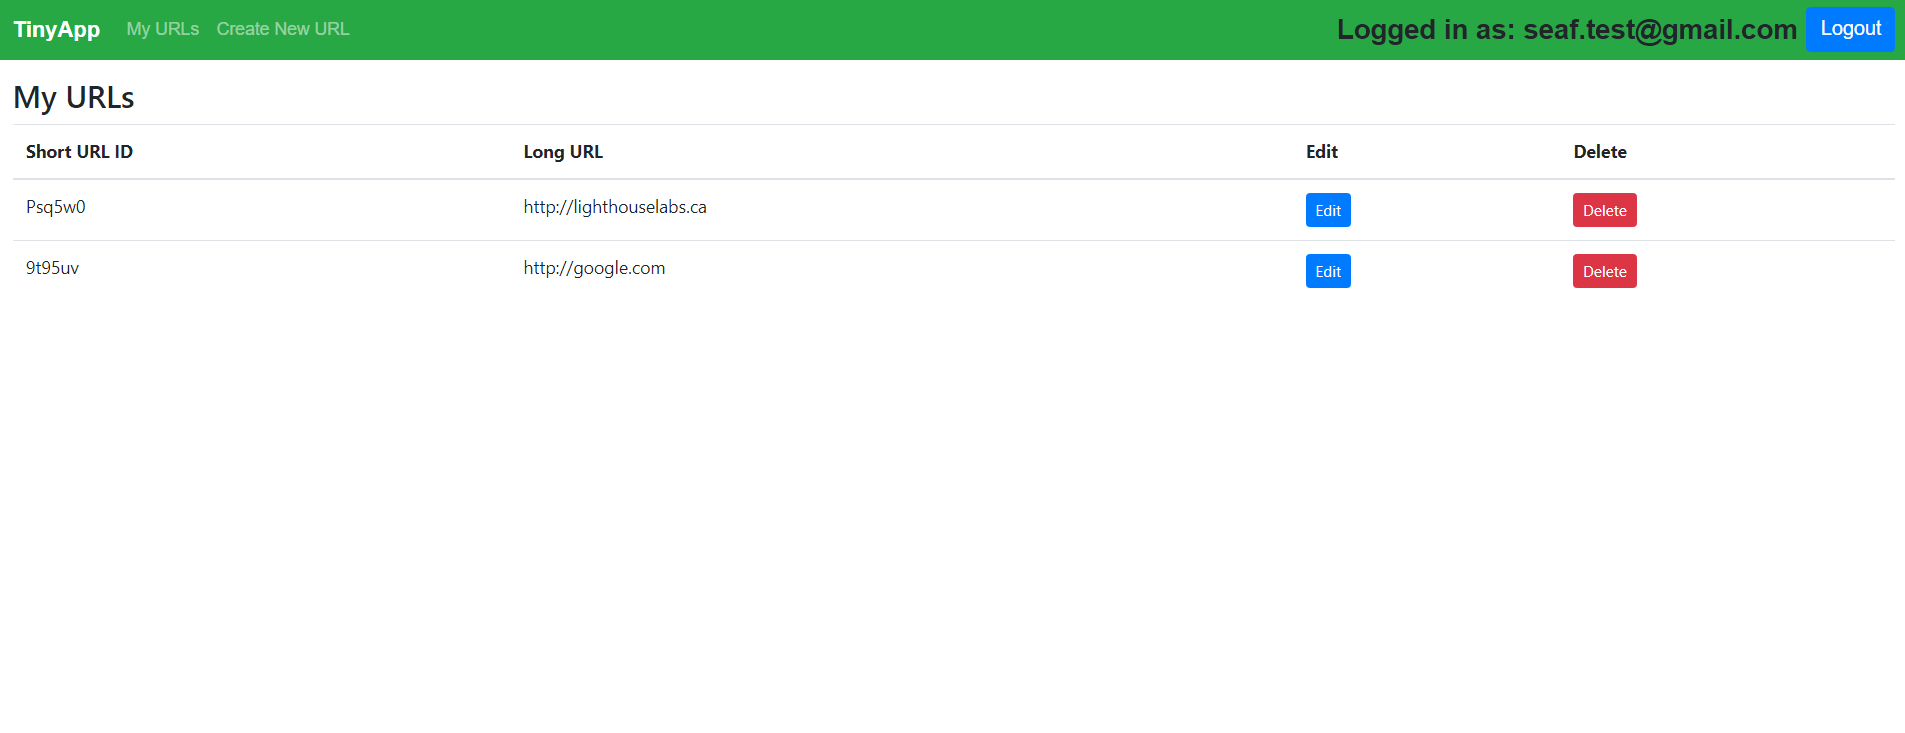 TinyApp My URLs Create New URL Logged in as: seaf.test@gmail.com Logout
My URLs
Short URL ID Long URL Edit Delete
Psq5w0 http://lighthouselabs.ca Edit Delete
9t95uv http://google.com Edit Delete